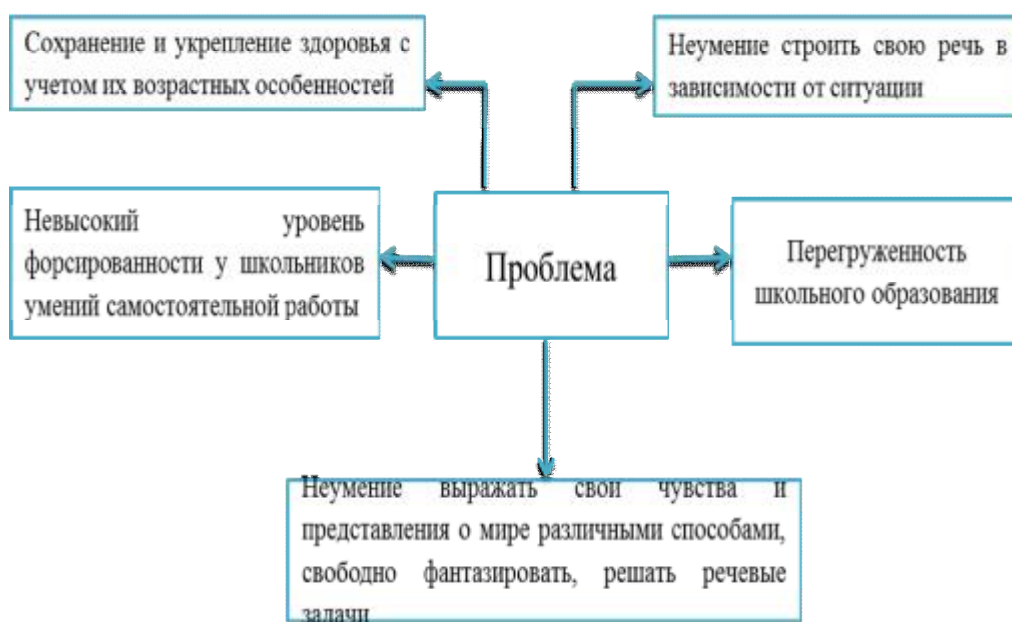 Сохранение и укрепление здоровья с
учетом их возрастных особенностей
Неумение строить свою речь в
зависимости от ситуации
Невысокий уровень
форсированности у школьников
умений самостоятельной работы
Проблема
Перегруженность
школьного образования
Неумение выражать свои чувства и
представления о мире различными способами,
свободно фантазировать, решать речевые
задачи